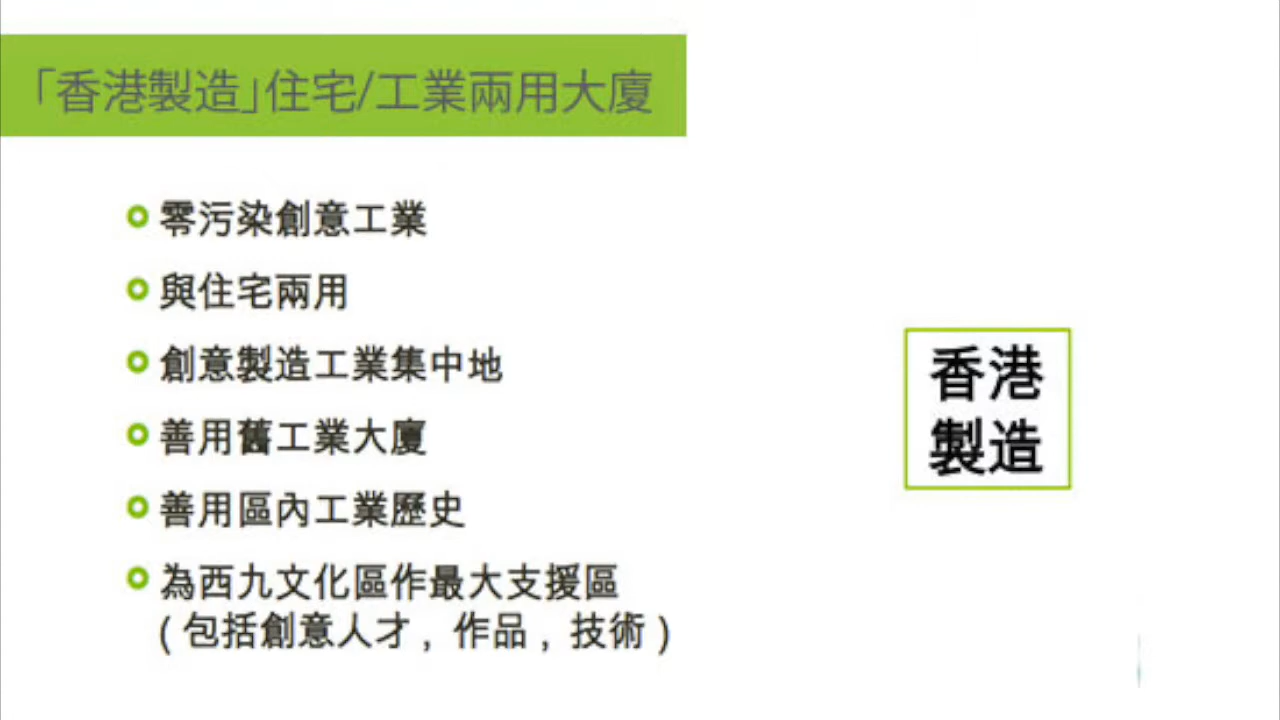 「香港製造」住宅/工業兩用大廈
零污染創意工業
與住宅兩用
創意製造工業集中地
善用舊工業大廈
善用區內工業歷史
為西九文化區作最大支援區
(包括創意人才, 作品, 技術)
香港
製造